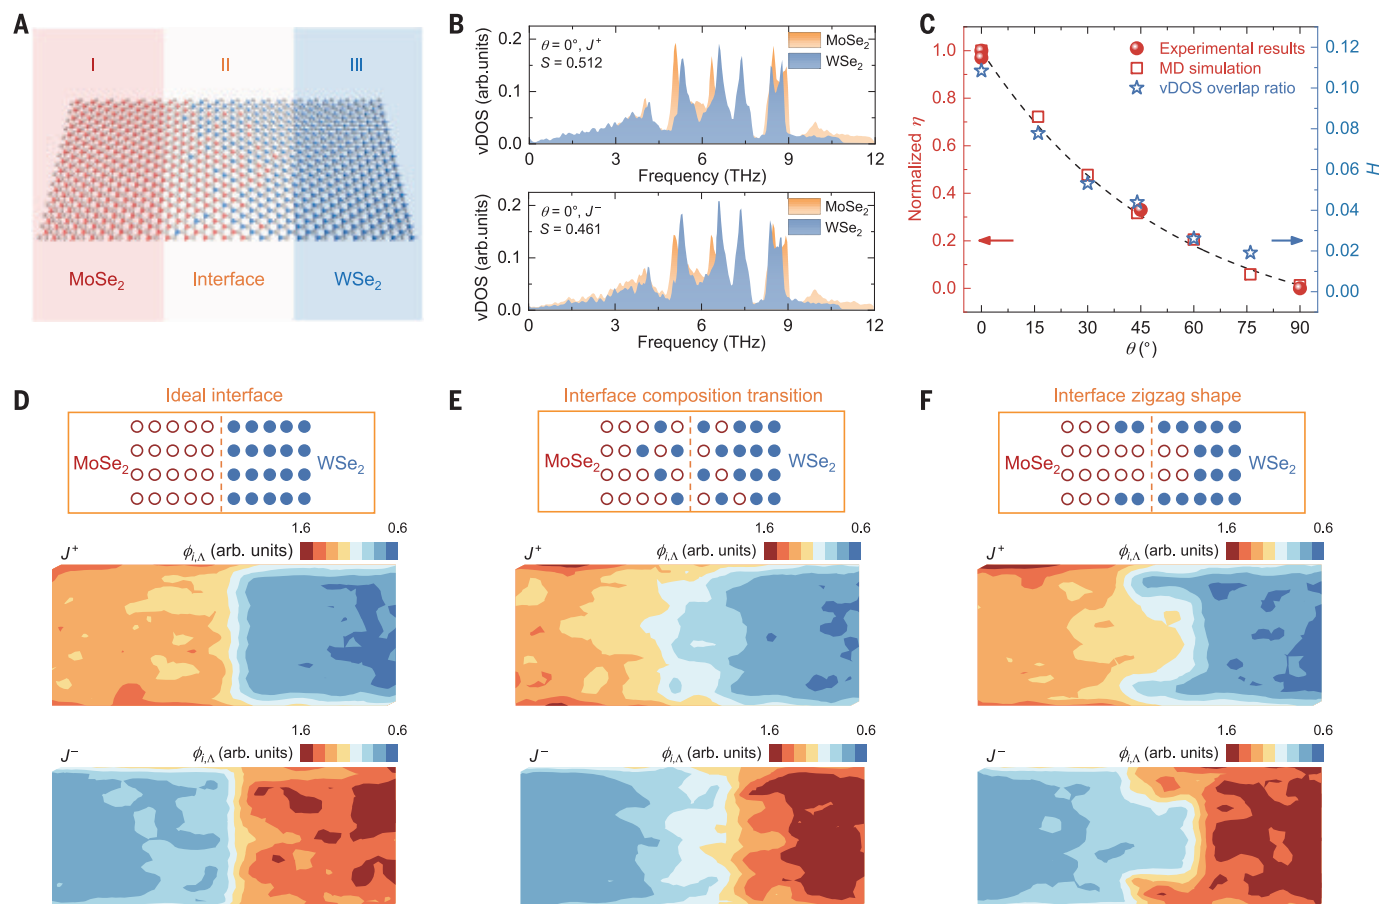 A
I
II
III
MoSe₂
Interface
WSe₂
B
θ = 0°, J⁺
S = 0.512
MoSe₂
WSe₂
vDOS (arb.units)
0.2
0.1
0.0
0
3
6
9
12
Frequency (THz)
θ = 0°, J⁻
S = 0.461
MoSe₂
WSe₂
vDOS (arb.units)
0.2
0.1
0.0
0
3
6
9
12
Frequency (THz)
C
Experimental results
MD simulation
vDOS overlap ratio
Normalized η
1.0
0.8
0.6
0.4
0.2
0.0
0.12
0.10
0.08
0.06
0.04
0.02
0.00
H
0
15
30
45
60
75
90
θ (°)
D
Ideal interface
MoSe₂
WSe₂
1.6
0.6
J⁺
ϕi,Λ (arb. units)
1.6
0.6
J⁻
ϕi,Λ (arb. units)
E
Interface composition transition
MoSe₂
WSe₂
1.6
0.6
J⁺
ϕi,Λ (arb. units)
1.6
0.6
J⁻
ϕi,Λ (arb. units)
F
Interface zigzag shape
MoSe₂
WSe₂
1.6
0.6
J⁺
ϕi,Λ (arb. units)
1.6
0.6
J⁻
ϕi,Λ (arb. units)